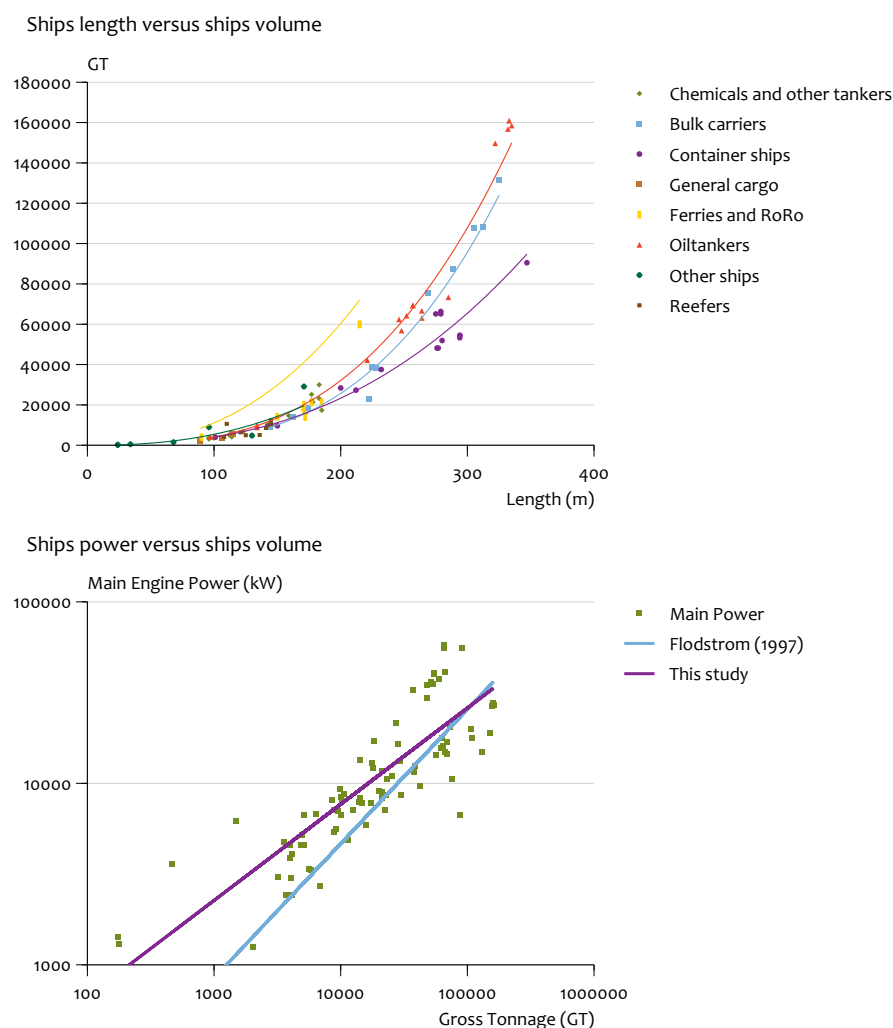 Ships length versus ships volume
GT
180000
160000
140000
120000
100000
80000
60000
40000
20000
0
0 100 200 300 400
Length (m)
Chemicals and other tankers
Bulk carriers
Container ships
General cargo
Ferries and RoRo
Oiltankers
Other ships
Reefers
Ships power versus ships volume
Main Engine Power (kW)
100000
10000
1000
100 1000 10000 100000 1000000
Gross Tonnage (GT)
Main Power
Flodstrom (1997)
This study